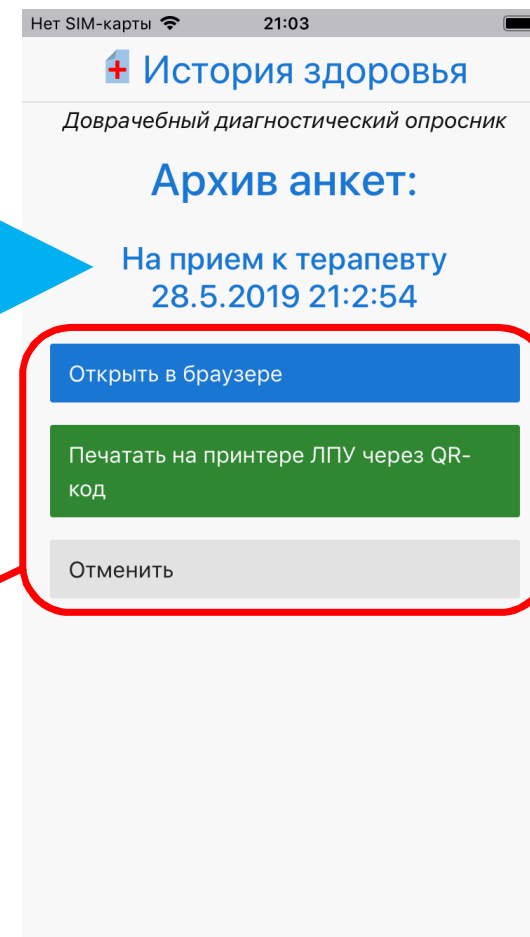 Нет SIM-карты 21:03
История здоровья
Доврачебный диагностический опросник
Архив анкет:
На прием к терапевту
28.5.2019 21:2:54
Открыть в браузере
Печатать на принтере ЛПУ через QR-
код
Отменить